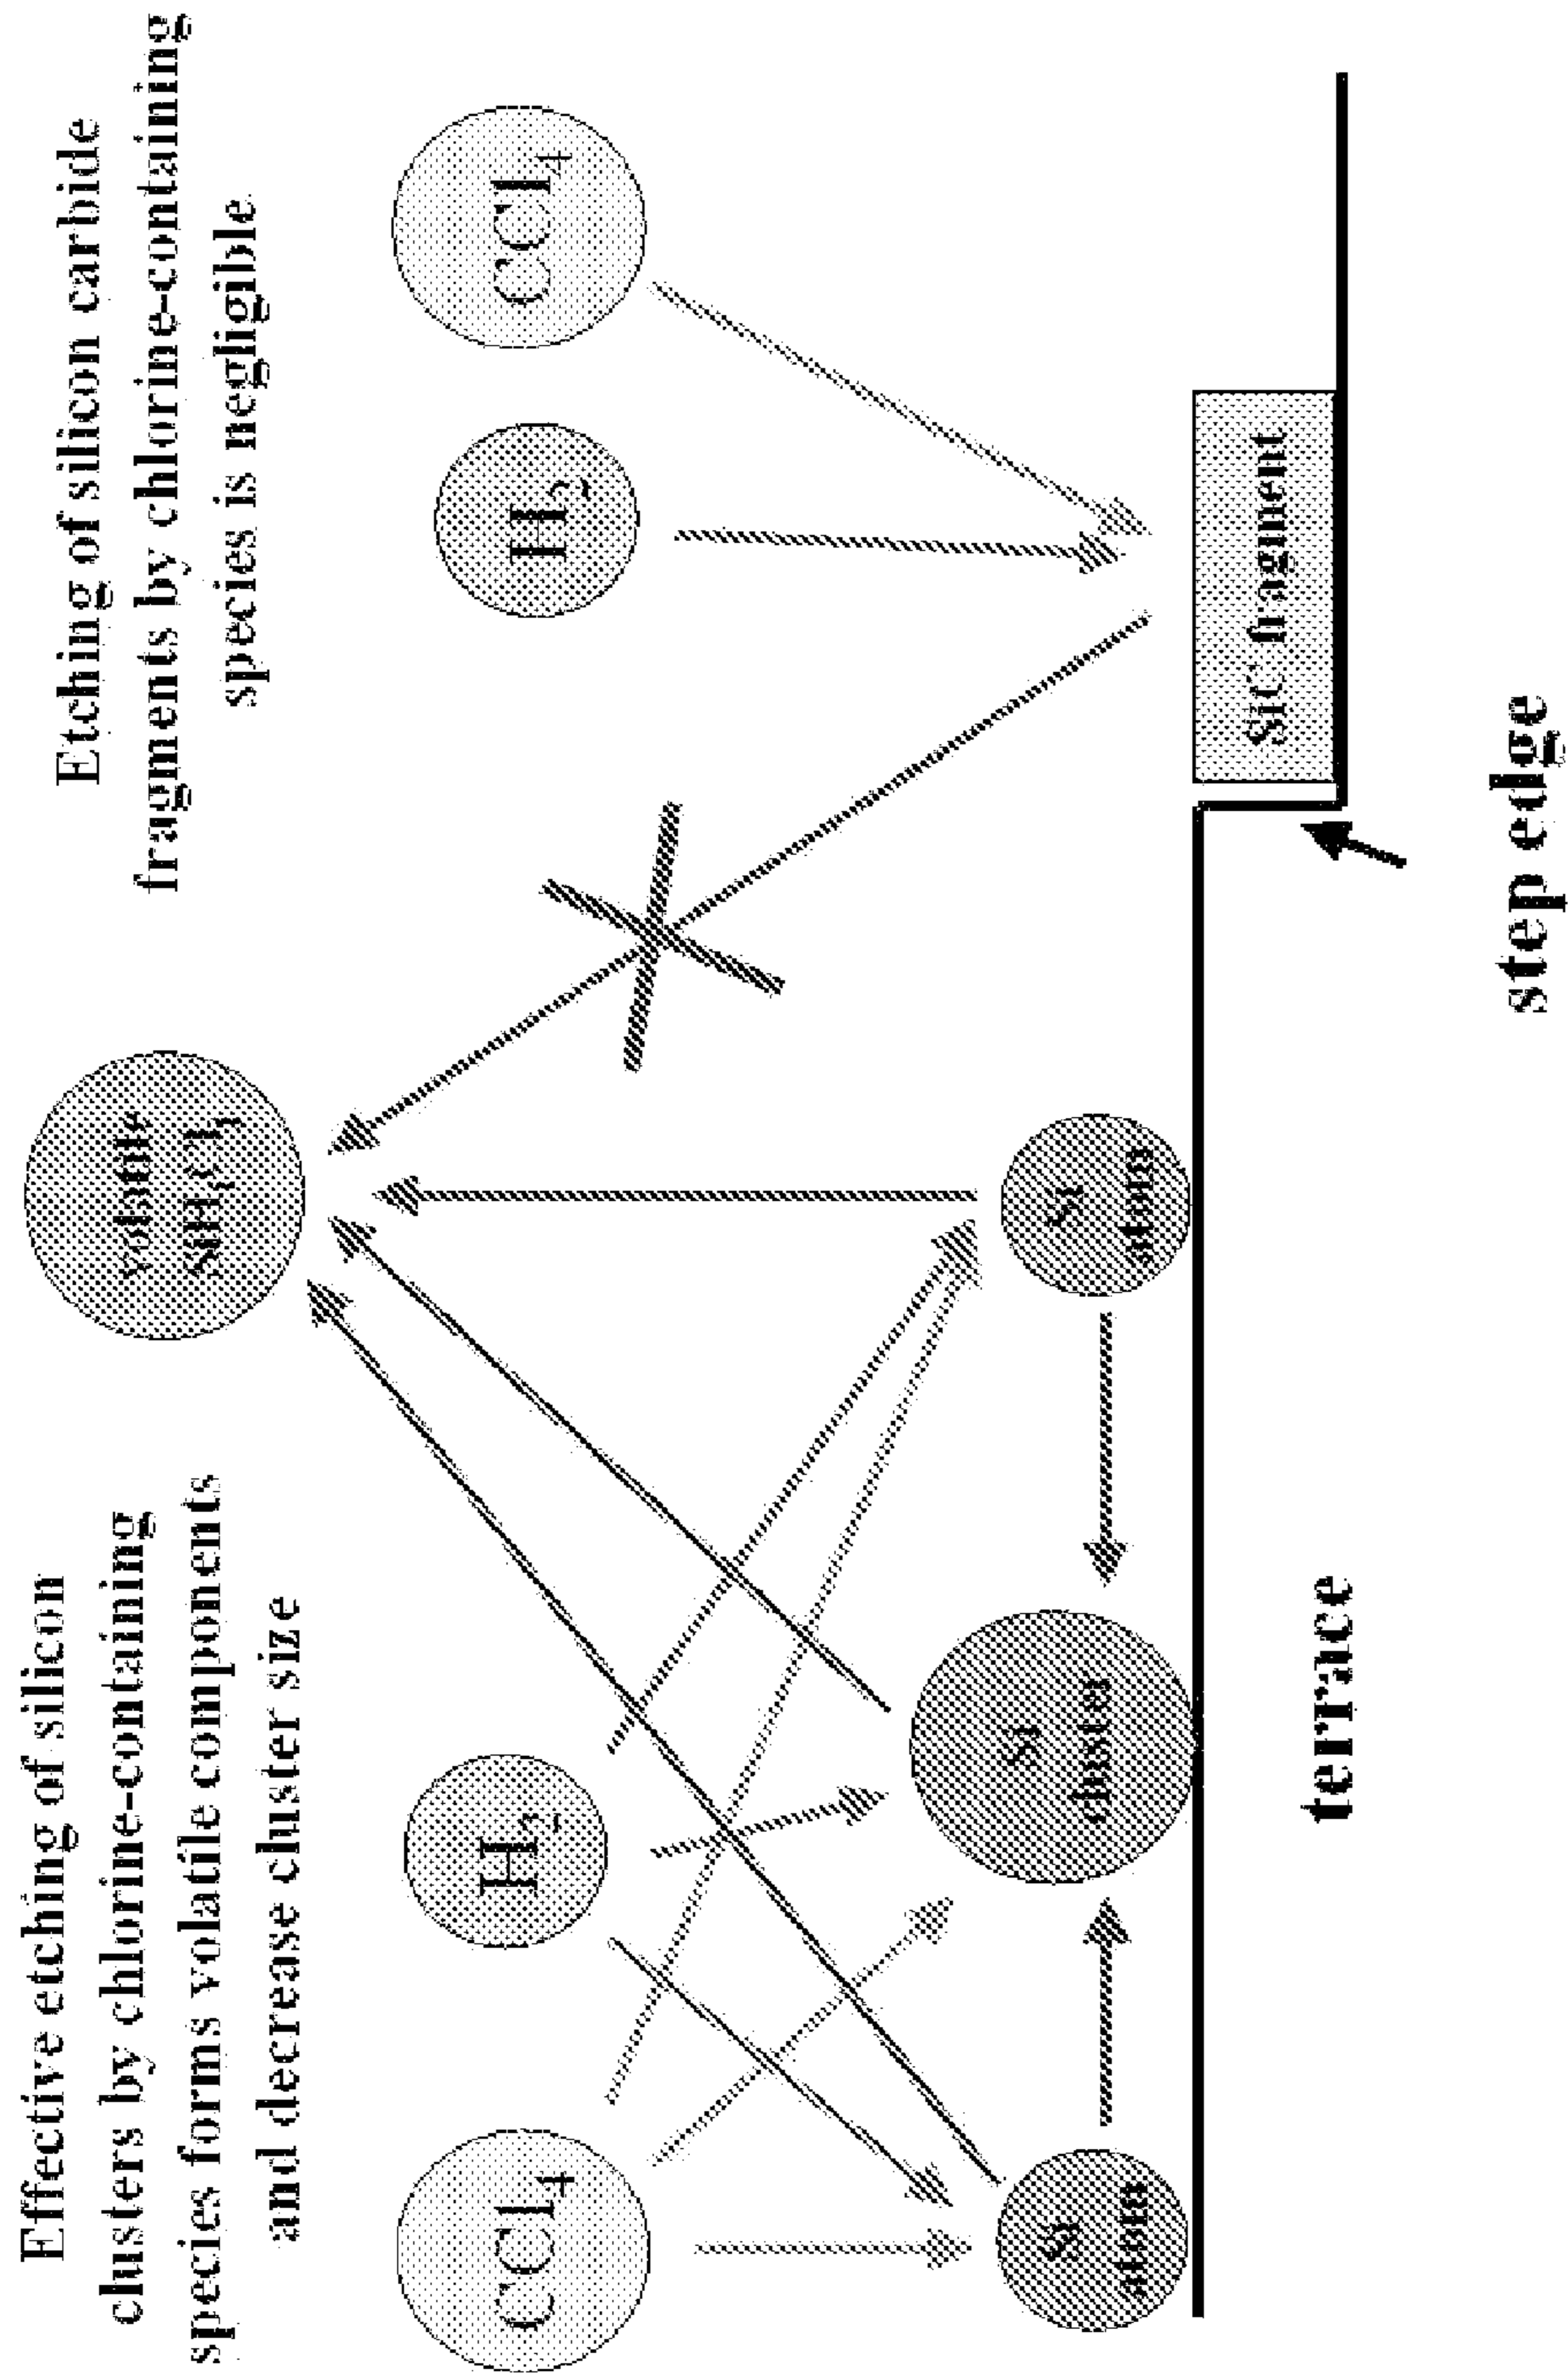 Effective etching of silicon
clusters by chlorine-containing
species forms volatile components
and decrease cluster size
Etching of silicon carbide
fragments by chlorine-containing
species is negligible
volatile
CCl₄
H₂
H₂
CCl₄
Si
atom
Si
cluster
Si
atom
SiC fragment
terrace
step edge